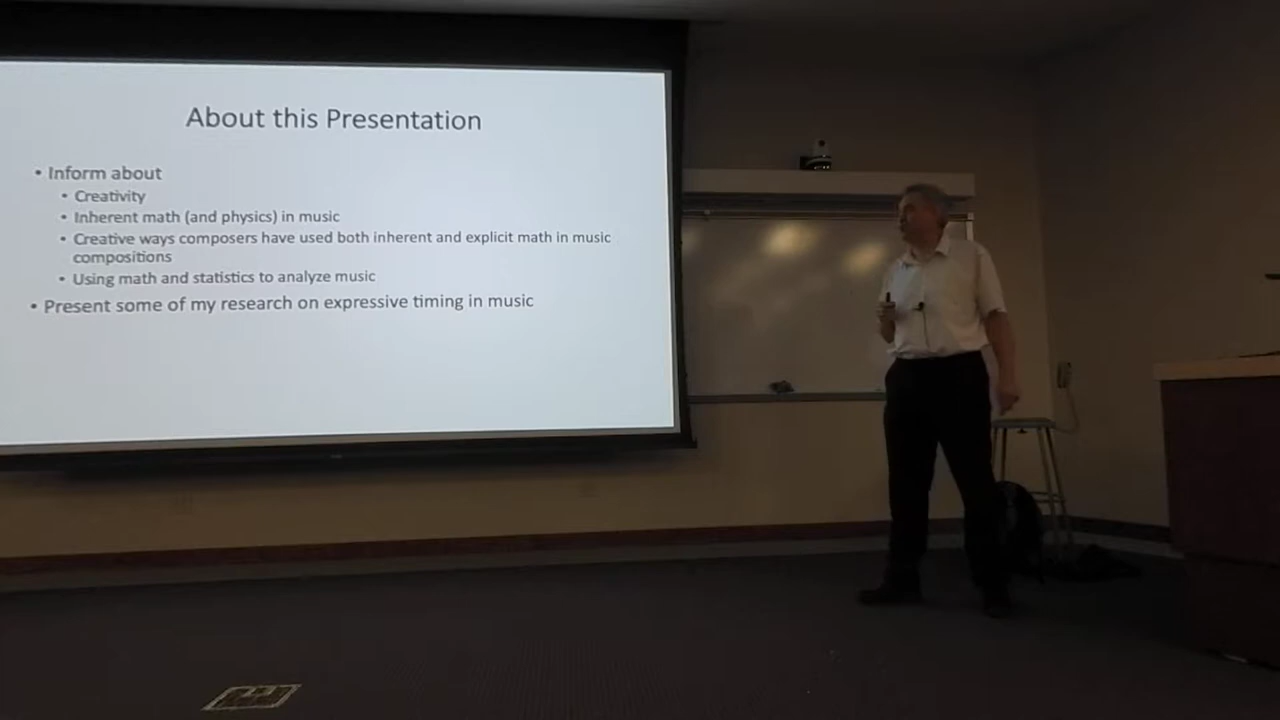 About this Presentation
• Inform about
• Creativity
• Inherent math (and physics) in music
• Creative ways composers have used both inherent and explicit math in music
compositions
• Using math and statistics to analyze music
• Present some of my research on expressive timing in music